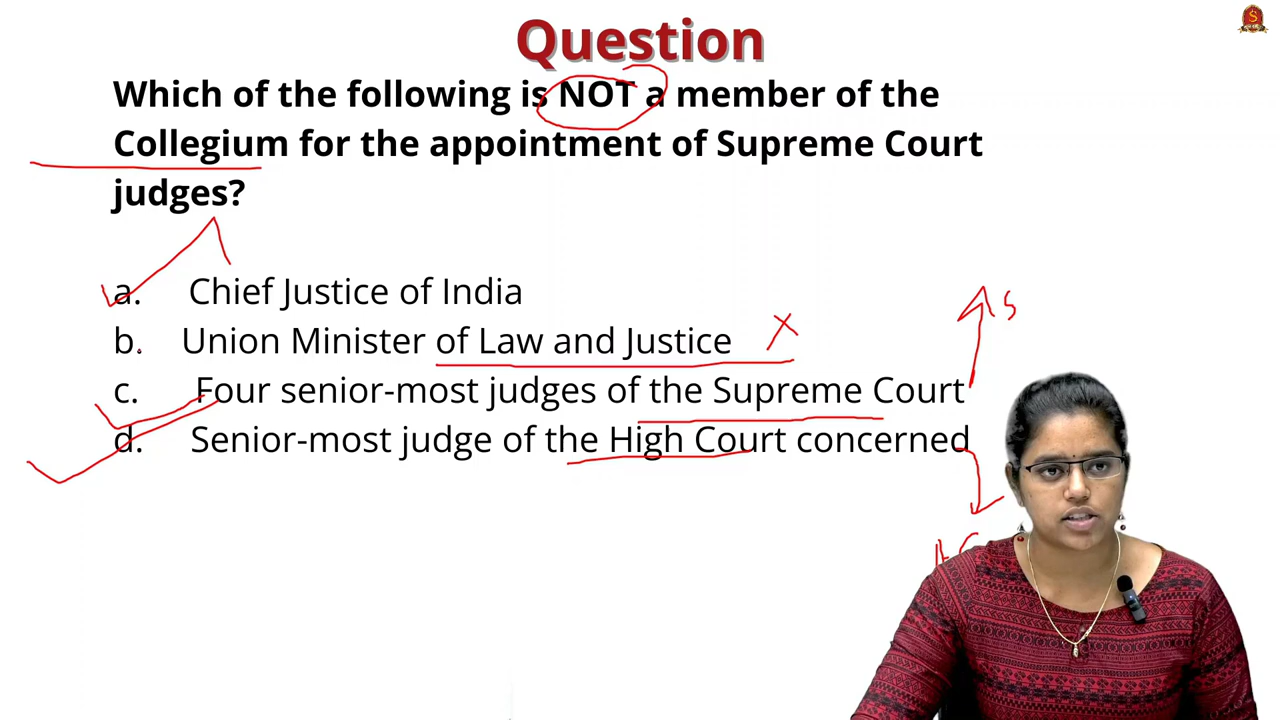 Question
Which of the following is NOT a member of the
Collegium for the appointment of Supreme Court
judges?
a. Chief Justice of India
b. Union Minister of Law and Justice
c. Four senior-most judges of the Supreme Court
d. Senior-most judge of the High Court concerned